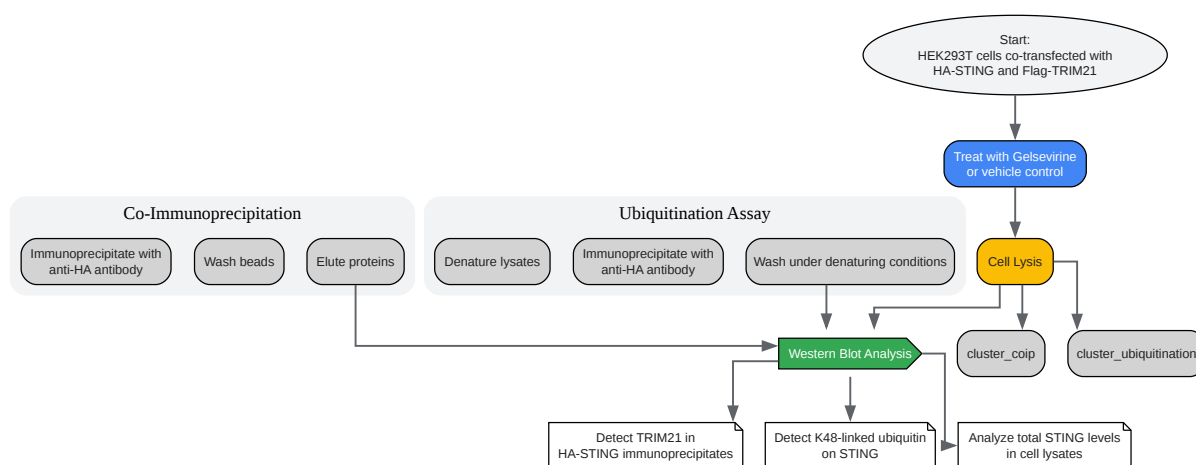 Start:
HEK293T cells co-transfected with
HA-STING and Flag-TRIM21
Treat with Gelsevirine
or vehicle control
Co-Immunoprecipitation
Immunoprecipitate with
anti-HA antibody
Wash beads
Elute proteins
Ubiquitination Assay
Denature lysates
Immunoprecipitate with
anti-HA antibody
Wash under denaturing conditions
Cell Lysis
Western Blot Analysis
cluster_coip
cluster_ubiquitination
Detect TRIM21 in
HA-STING immunoprecipitates
Detect K48-linked ubiquitin
on STING
Analyze total STING levels
in cell lysates